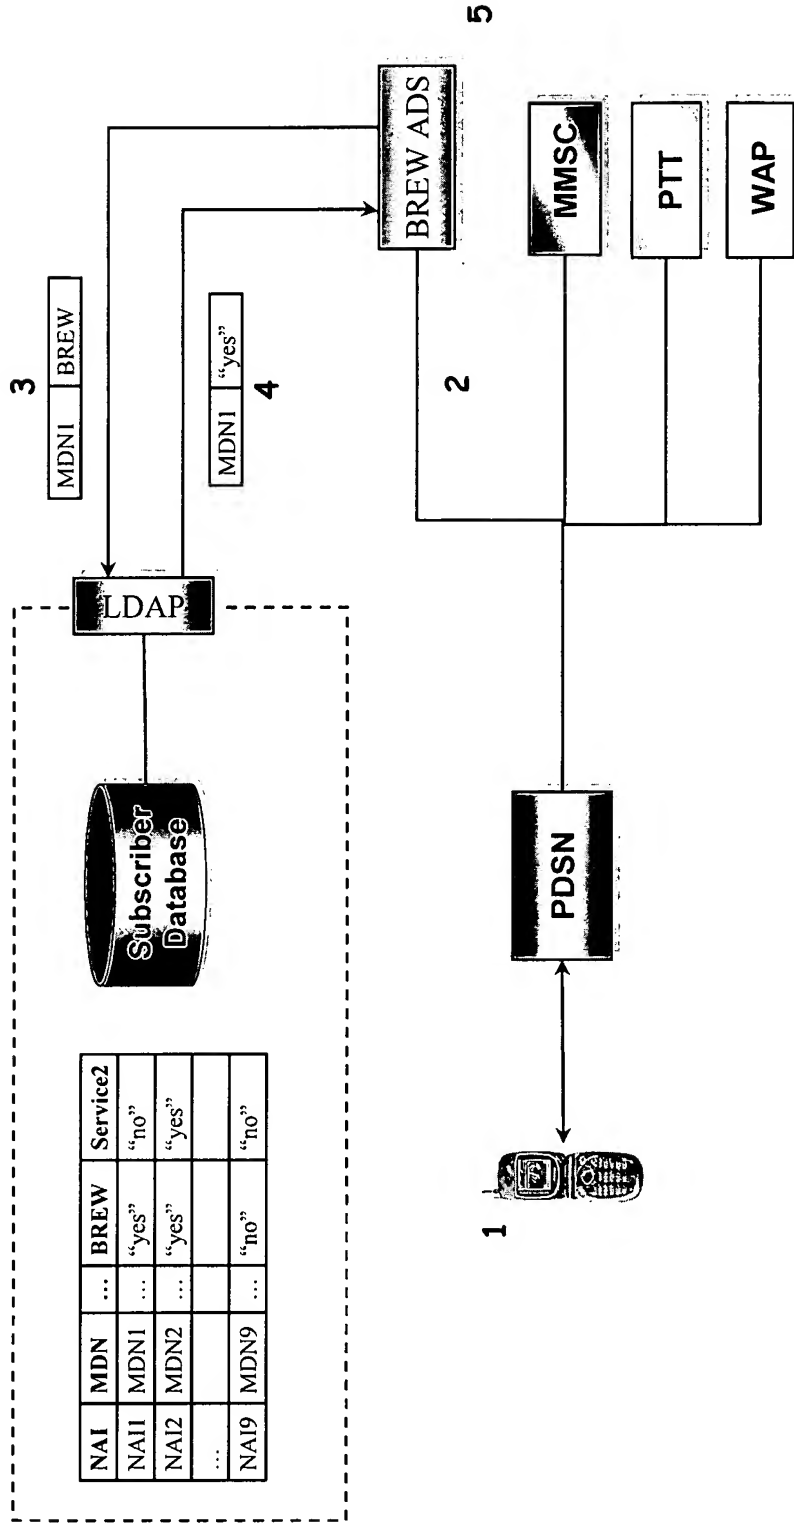 3
MDN1 BREW
LDAP
MDN1 “yes”
4
BREW ADS
5
Subscriber
Database
NAI MDN ... BREW Service2
NAI1 MDN1 ... “yes” “no”
NAI2 MDN2 ... “yes” “yes”
...
NAI9 MDN9 ... “no” “no”
2
MMSC
PTT
WAP
PDSN
1